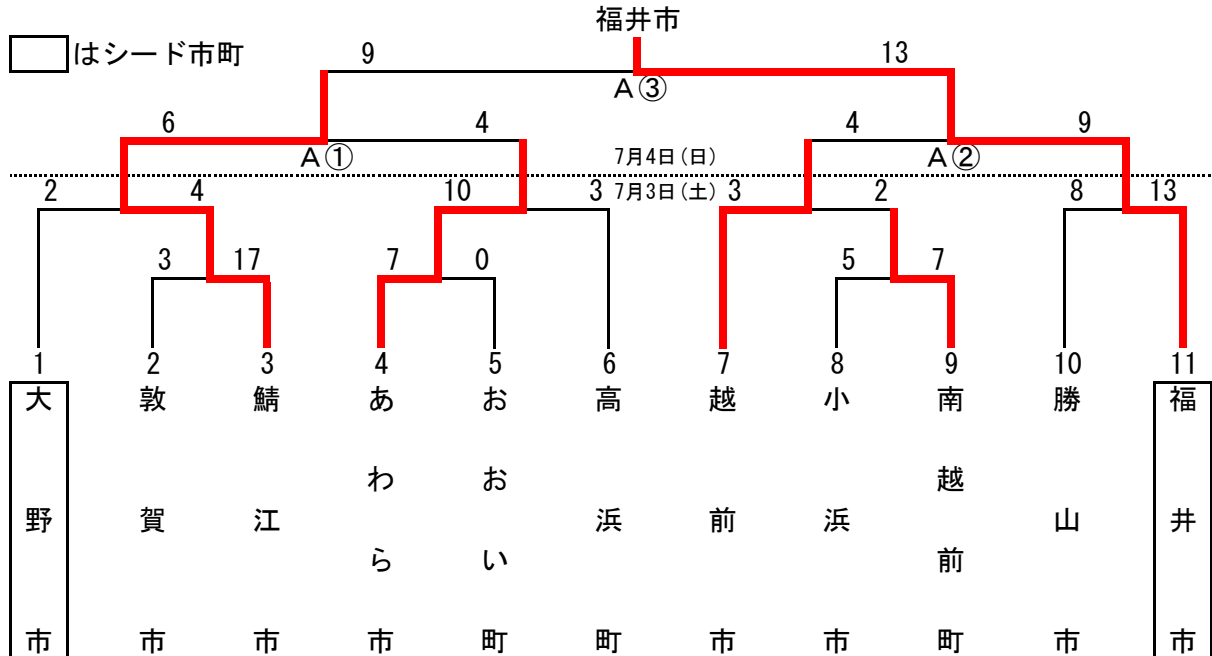 福井市
はシード市町
9 13
A③
6 4 4 9
A① A②
7月4日(日)
2 4 10 3 7月3日(土) 3 2 8 13
3 17 7 0 5 7
1 2 3 4 5 6 7 8 9 10 11
大野市
敦賀市
鯖江市
あわら市
おおい町
高浜町
越前市
小浜市
南越前町
勝山市
福井市